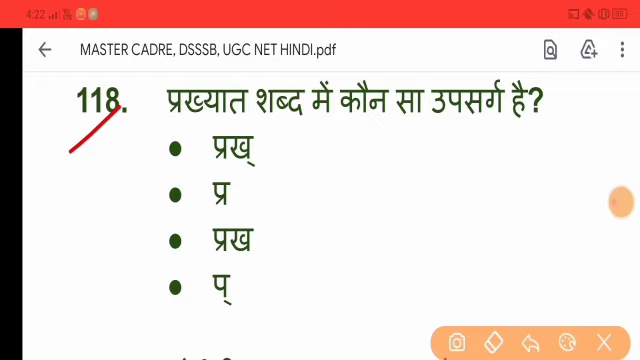 4:22
MASTER CADRE, DSSSB, UGC NET HINDI.pdf
118. प्रख्यात शब्द में कौन सा उपसर्ग है?
● प्रख्
● प्र
● प्रख
● प्